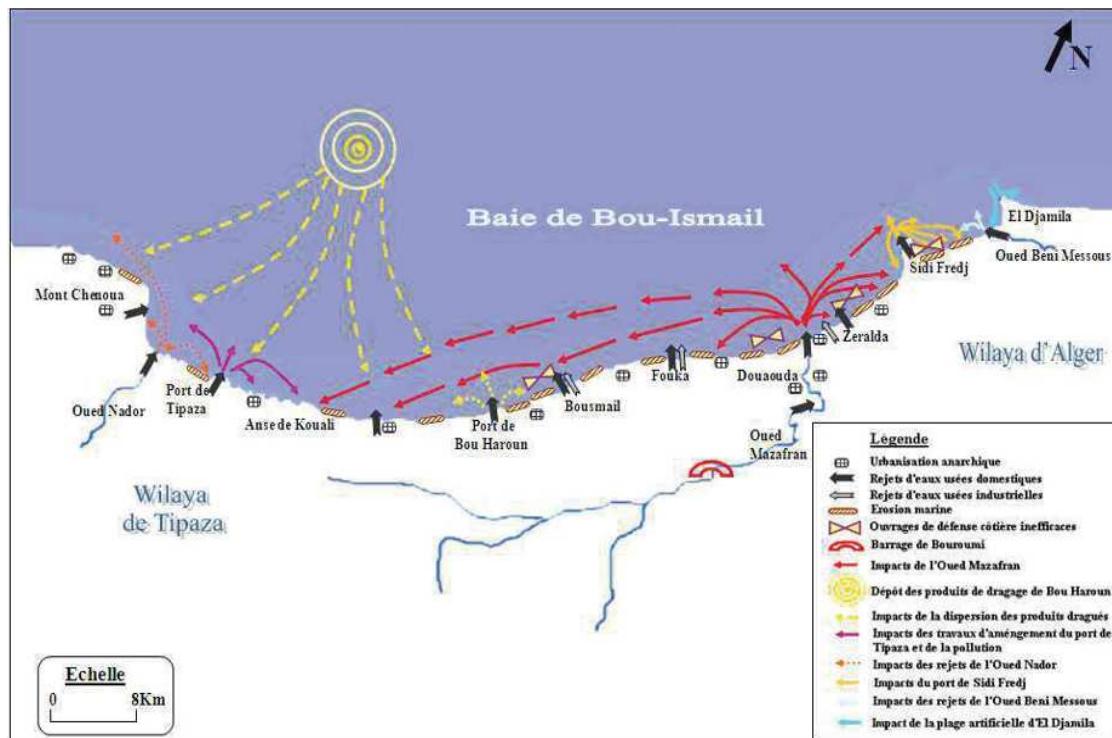 N
Baie de Bou-Ismail
El Djamila
Oued Beni Messous
Sidi Fredj
Mont Chenoua
Zeralda
Wilaya d'Alger
Port de
Tipaza
Fouka
Douaouda
Oued Nador
Anse de Kouali
Port de
Bou Haroun
Bousmail
Oued
Mazafran
Wilaya
de Tipaza
Légende
Urbanisation anarchique
Rejets d'eaux usées domestiques
Rejets d'eaux usées industrielles
Erosion marine
Ouvrages de défense côtière inefficaces
Barrage de Bouroumi
Impacts de l'Oued Mazafran
Dépôt des produits de dragage de Bou Haroun
Impacts de la dispersion des produits dragués
Impacts des travaux d'améngement du port de
Tipaza et de la pollution
Impacts des rejets de l'Oued Nador
Impacts du port de Sidi Fredj
Impacts des rejets de l'Oued Beni Messous
Impact de la plage artificielle d'El Djamila
Echelle
0 8Km